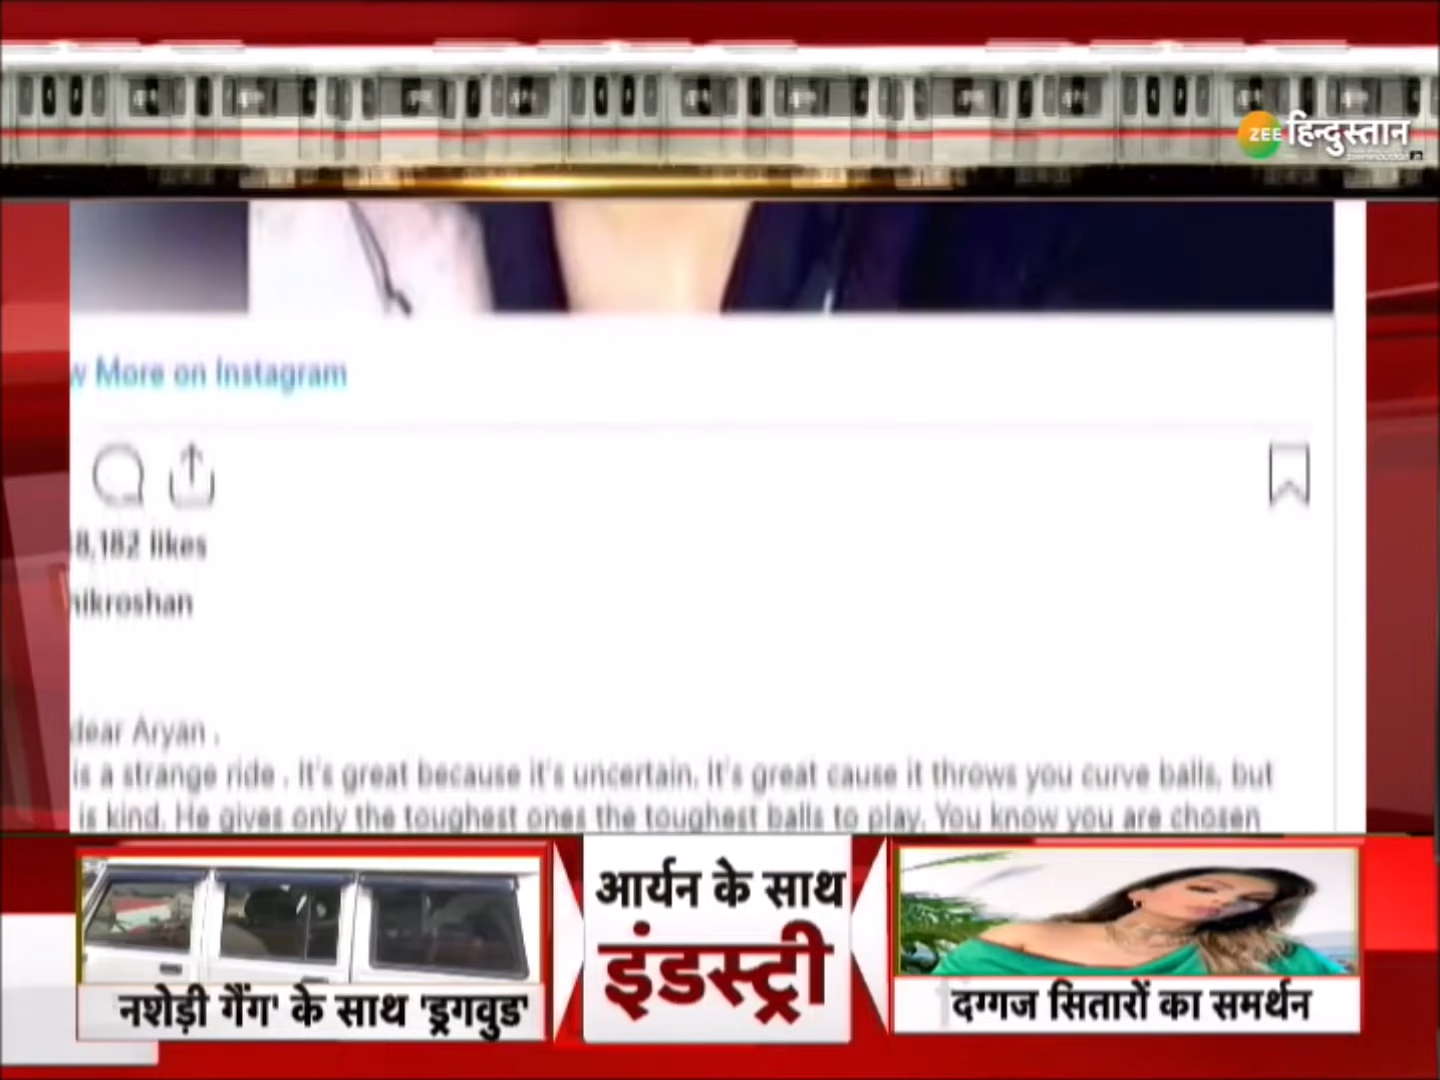 ZEE हिन्दुस्तान
w More on Instagram
8,182 likes
hikroshan
dear Aryan .
is a strange ride . It's great because it's uncertain. It's great cause it throws you curve balls, but
is kind. He gives only the toughest ones the toughest balls to play. You know you are chosen
आर्यन के साथ
इंडस्ट्री
नशेड़ी गैंग' के साथ 'ड्रगवुड'
दग्गज सितारों का समर्थन